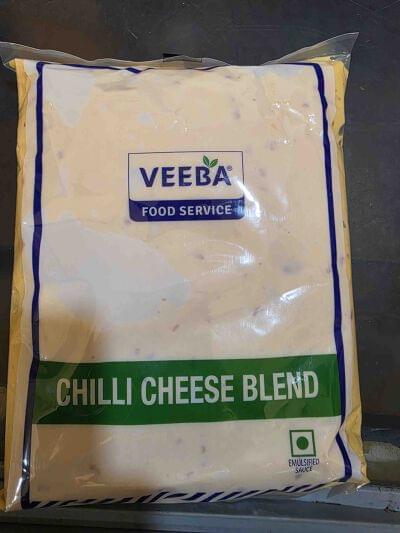 VEEBA®
FOOD SERVICE
CHILLI CHEESE BLEND
EMULSIFIED
SAUCE